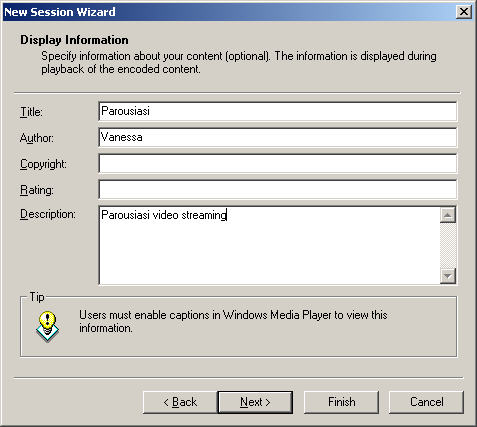 New Session Wizard
Display Information
Specify information about your content (optional). The information is displayed during
playback of the encoded content.
Title: Parousiasi
Author: Vanessa
Copyright:
Rating:
Description: Parousiasi video streaming
Tip
Users must enable captions in Windows Media Player to view this
information.
< Back Next > Finish Cancel